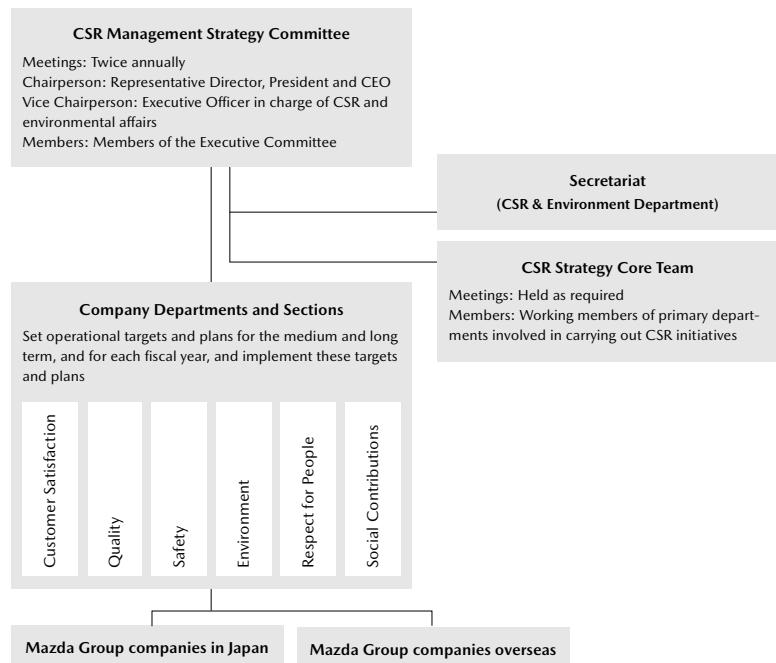 CSR Management Strategy Committee
Meetings: Twice annually
Chairperson: Representative Director, President and CEO
Vice Chairperson: Executive Officer in charge of CSR and
environmental affairs
Members: Members of the Executive Committee
Secretariat
(CSR & Environment Department)
CSR Strategy Core Team
Meetings: Held as required
Members: Working members of primary depart-
ments involved in carrying out CSR initiatives
Company Departments and Sections
Set operational targets and plans for the medium and long
term, and for each fiscal year, and implement these targets
and plans
Customer Satisfaction
Quality
Safety
Environment
Respect for People
Social Contributions
Mazda Group companies in Japan
Mazda Group companies overseas